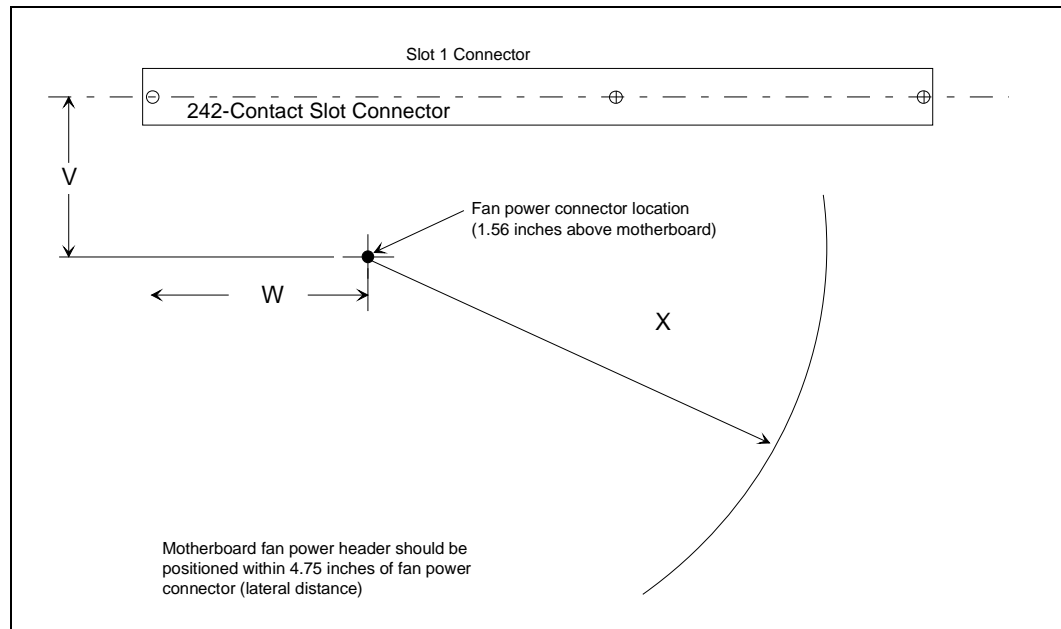 Slot 1 Connector
242-Contact Slot Connector
V
Fan power connector location
(1.56 inches above motherboard)
W
X
Motherboard fan power header should be
positioned within 4.75 inches of fan power
connector (lateral distance)